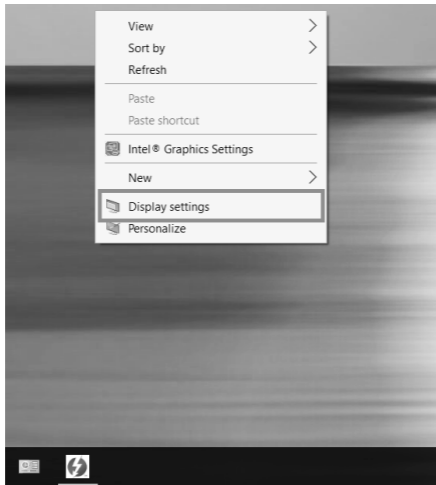 View
Sort by
Refresh
Paste
Paste shortcut
Intel® Graphics Settings
New
Display settings
Personalize